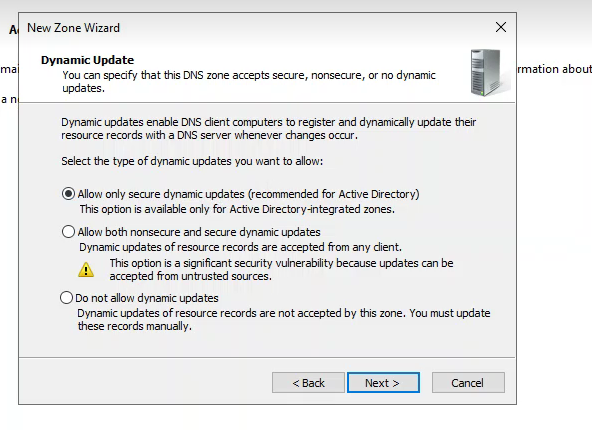 New Zone Wizard
A
Dynamic Update
You can specify that this DNS zone accepts secure, nonsecure, or no dynamic
updates.
mai
rmation about
a n
Dynamic updates enable DNS client computers to register and dynamically update their
resource records with a DNS server whenever changes occur.
Select the type of dynamic updates you want to allow:
Allow only secure dynamic updates (recommended for Active Directory)
This option is available only for Active Directory-integrated zones.
Allow both nonsecure and secure dynamic updates
Dynamic updates of resource records are accepted from any client.
This option is a significant security vulnerability because updates can be
accepted from untrusted sources.
Do not allow dynamic updates
Dynamic updates of resource records are not accepted by this zone. You must update
these records manually.
< Back
Next >
Cancel